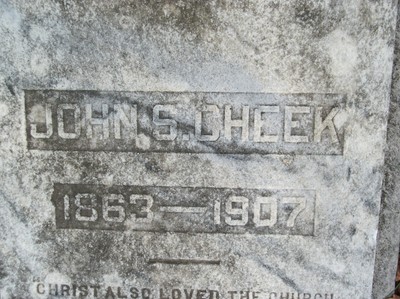 JOHN S. CHEEK
1863 — 1907
"CHRIST ALSO LOVED THE CHURCH